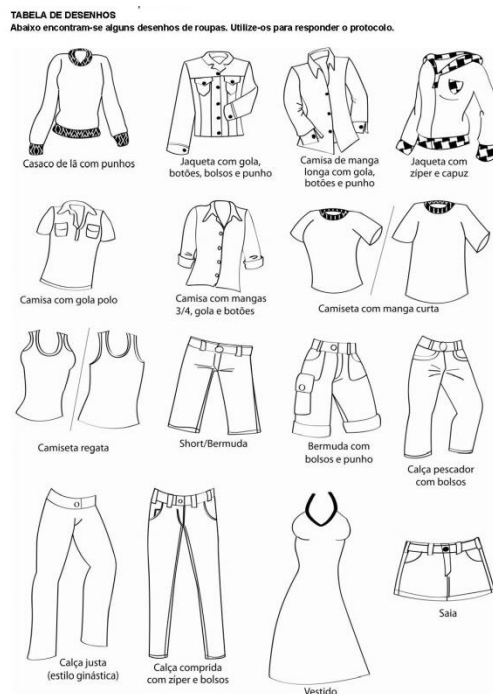 TABELA DE DESENHOS
Abaixo encontram-se alguns desenhos de roupas. Utilize-os para responder o protocolo.
Casaco de lã com punhos
Jaqueta com gola,
botões, bolsos e punho
Camisa de manga
longa com gola,
botões e punho
Jaqueta com
zíper e capuz
Camisa com gola polo
Camisa com mangas
3/4, gola e botões
Camiseta com manga curta
Camiseta regata
Short/Bermuda
Bermuda com
bolsos e punho
Calça pescador
com bolsos
Calça justa
(estilo ginástica)
Calça comprida
com zíper e bolsos
Vestido
Saia